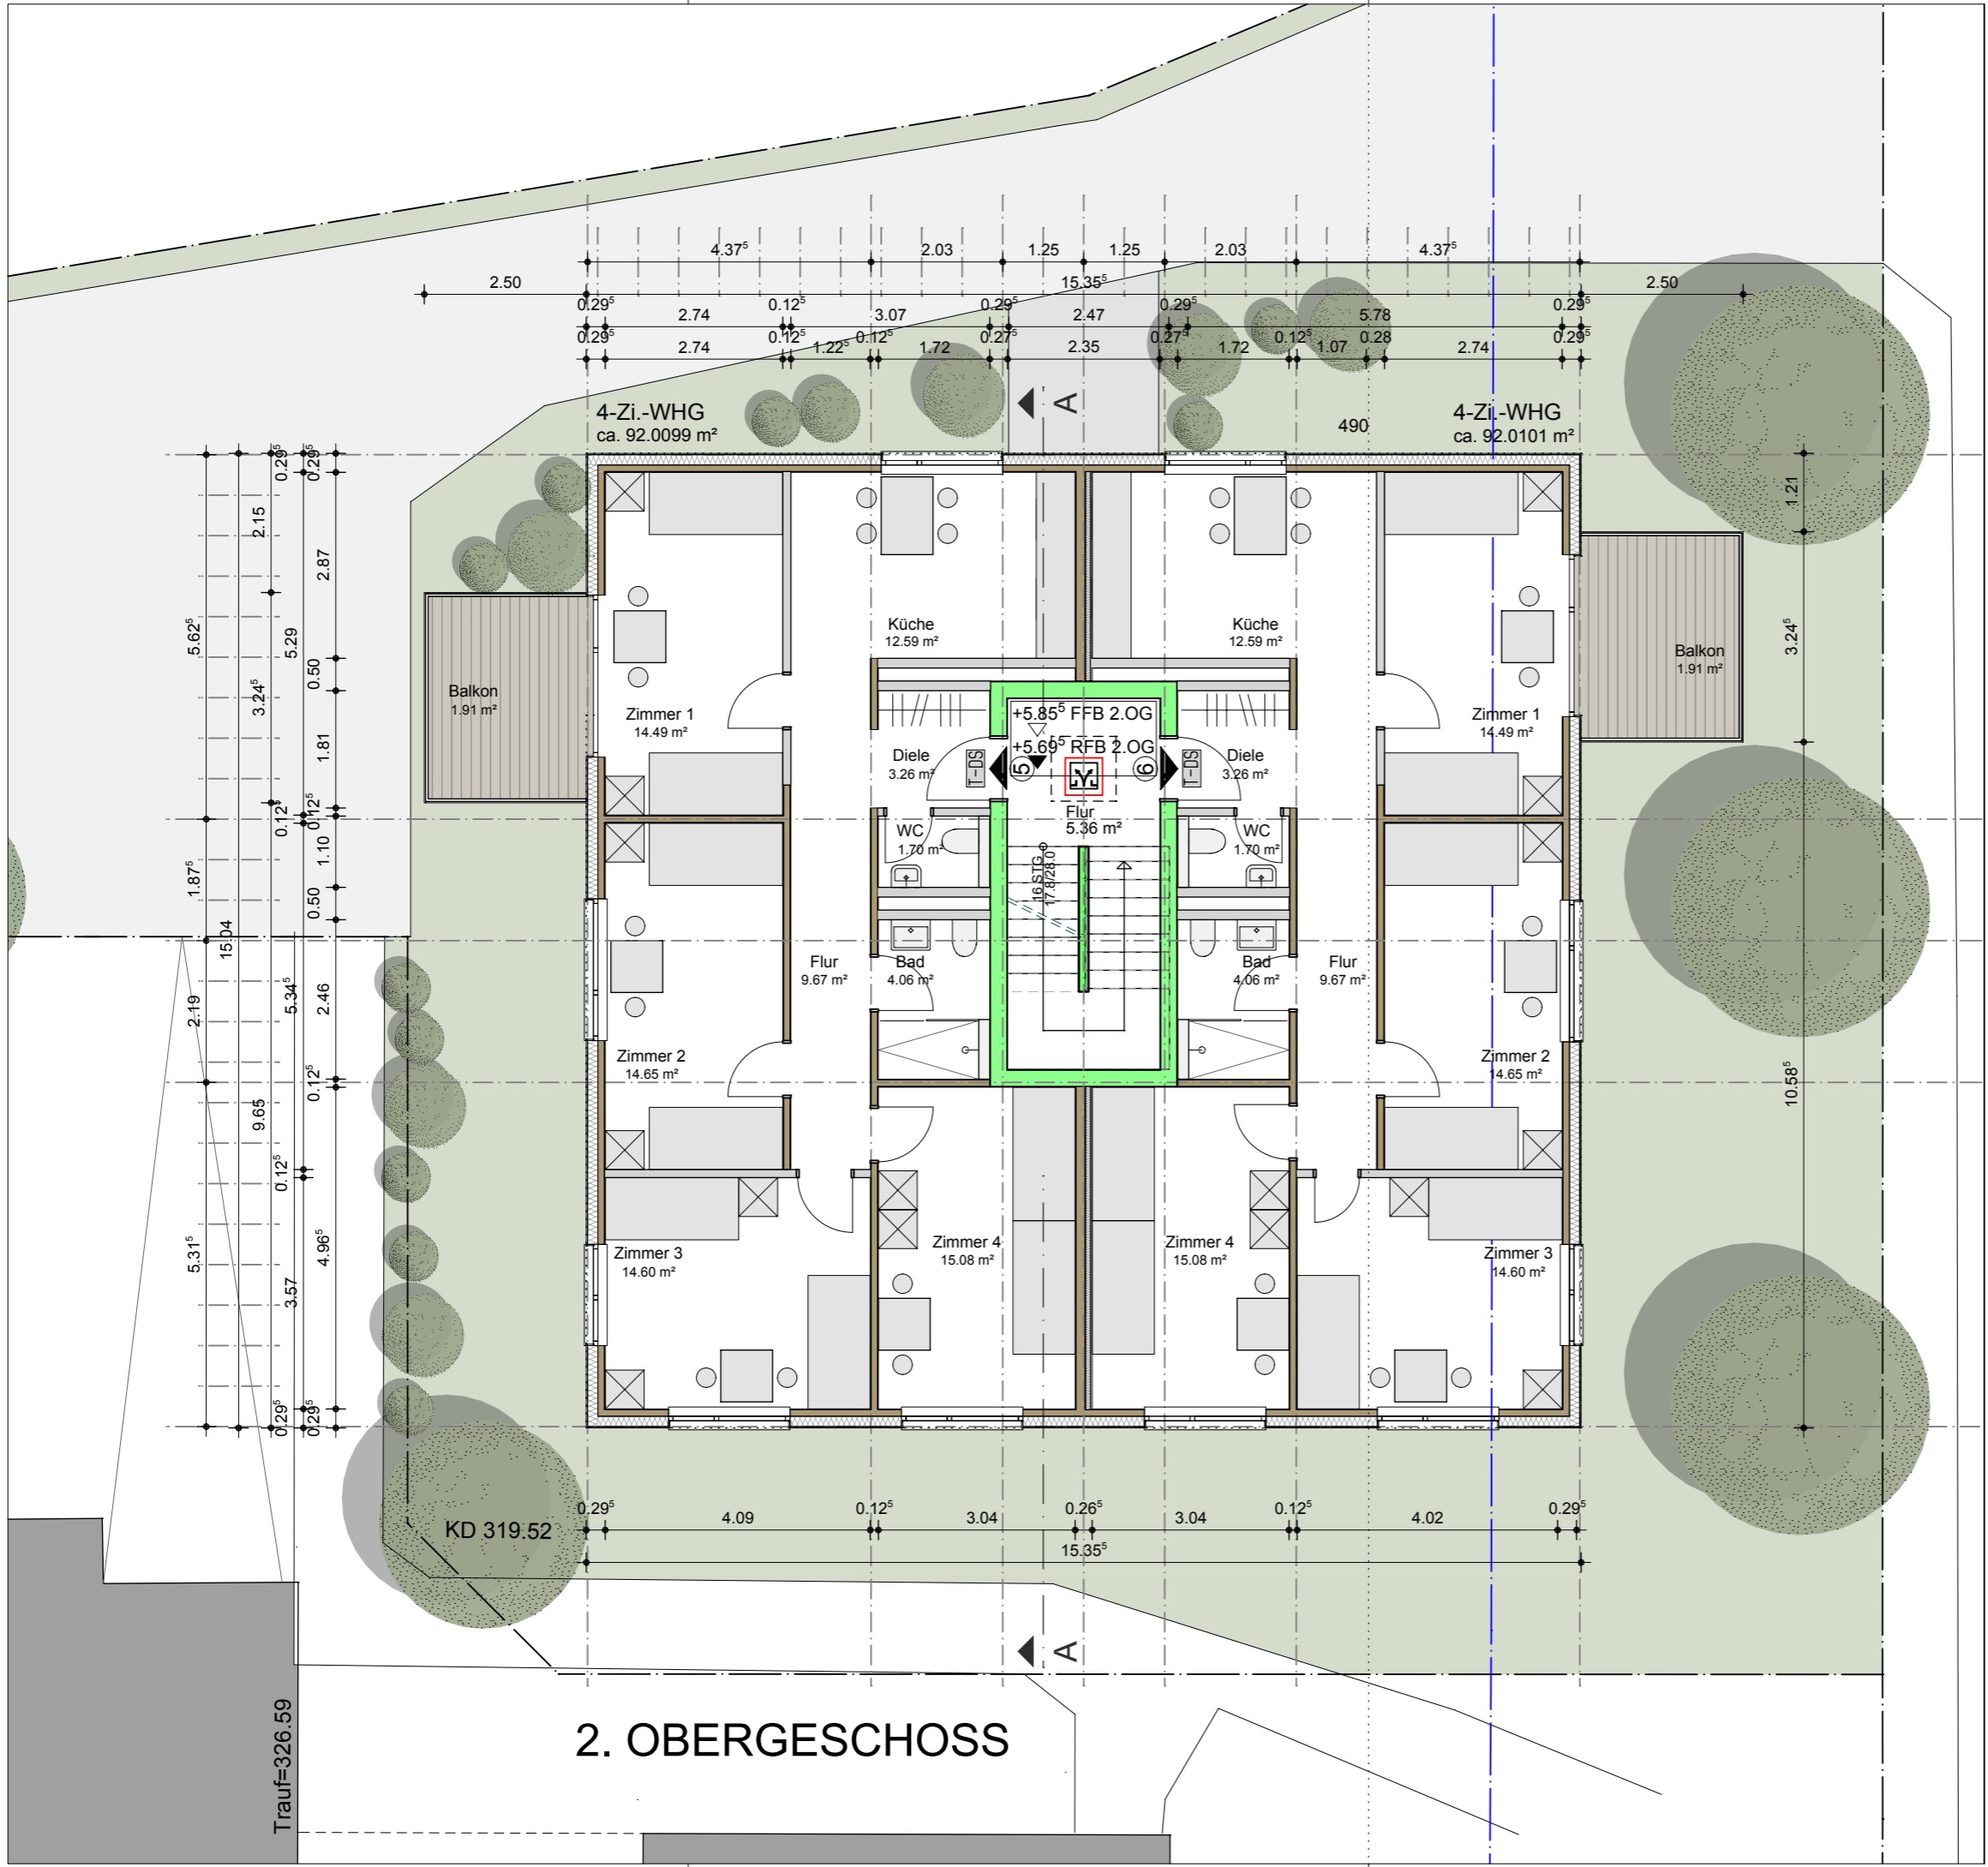 4.37⁵ 2.03 1.25 1.25 2.03 4.37⁵
2.50 15.35⁵ 2.50
0.29⁵ 2.74 0.12⁵ 3.07 0.29⁵ 2.47 0.29⁵ 5.78 0.29⁵
0.29⁵ 2.74 0.12⁵ 1.22⁵ 0.12⁵ 1.72 0.27⁵ 2.35 0.27⁵ 1.72 0.12⁵ 1.07 0.28 2.74 0.29⁵
A
4-Zi.-WHG
ca. 92.0099 m²
490
4-Zi.-WHG
ca. 92.0101 m²
5.62⁵ 1.87⁵ 2.19 5.31⁵
15.04
2.15 3.24⁵ 9.65
0.29⁵ 5.29 0.12⁵ 5.34⁵ 0.12⁵ 3.57 0.29⁵
0.29⁵ 2.87 0.50 1.81 0.12⁵ 1.10 0.50 2.46 0.12⁵ 4.96⁵ 0.29⁵
1.21 3.24⁵ 10.58⁵
Küche
12.59 m²
Küche
12.59 m²
Balkon
1.91 m²
Balkon
1.91 m²
Zimmer 1
14.49 m²
Zimmer 1
14.49 m²
+5.85⁵ FFB 2.OG
+5.69⁵ RFB 2.OG
Diele
3.26 m²
T-DS
5
6
T-DS
Diele
3.26 m²
Flur
5.36 m²
WC
1.70 m²
WC
1.70 m²
16 STG
17.8/28.0
Flur
9.67 m²
Bad
4.06 m²
Bad
4.06 m²
Flur
9.67 m²
Zimmer 2
14.65 m²
Zimmer 2
14.65 m²
Zimmer 3
14.60 m²
Zimmer 4
15.08 m²
Zimmer 4
15.08 m²
Zimmer 3
14.60 m²
0.29⁵ 4.09 0.12⁵ 3.04 0.26⁵ 3.04 0.12⁵ 4.02 0.29⁵
15.35⁵
KD 319.52
A
Trauf=326.59
2. OBERGESCHOSS